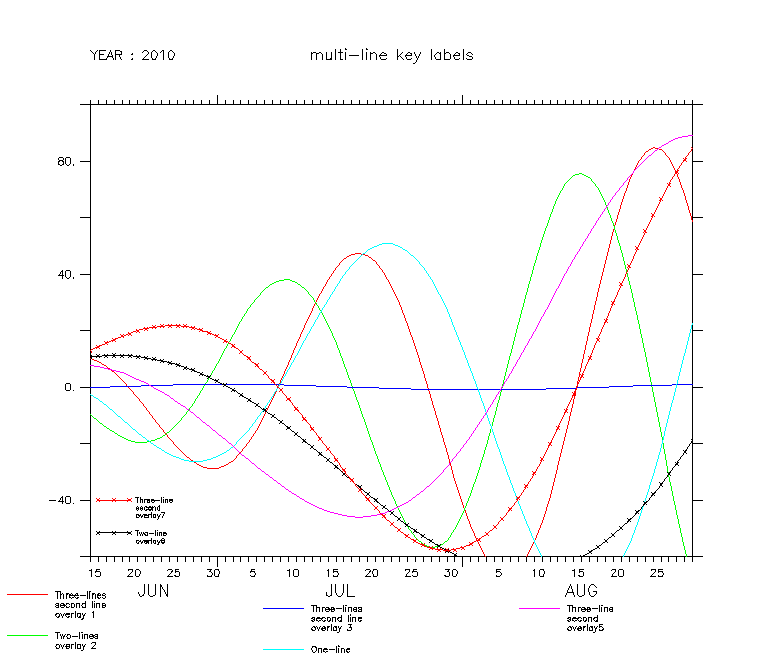 YEAR : 2010
multi-line key labels
80.
40.
0.
-40.
Three-line
second
overlay7
Two-line
overlay8
15 20 25 30 5 10 15 20 25 30 5 10 15 20 25
JUN JUL AUG
Three-lines
second line
overlay 1
Three-lines
second line
overlay 3
Three-line
second
overlay5
Two-lines
overlay 2
One-line